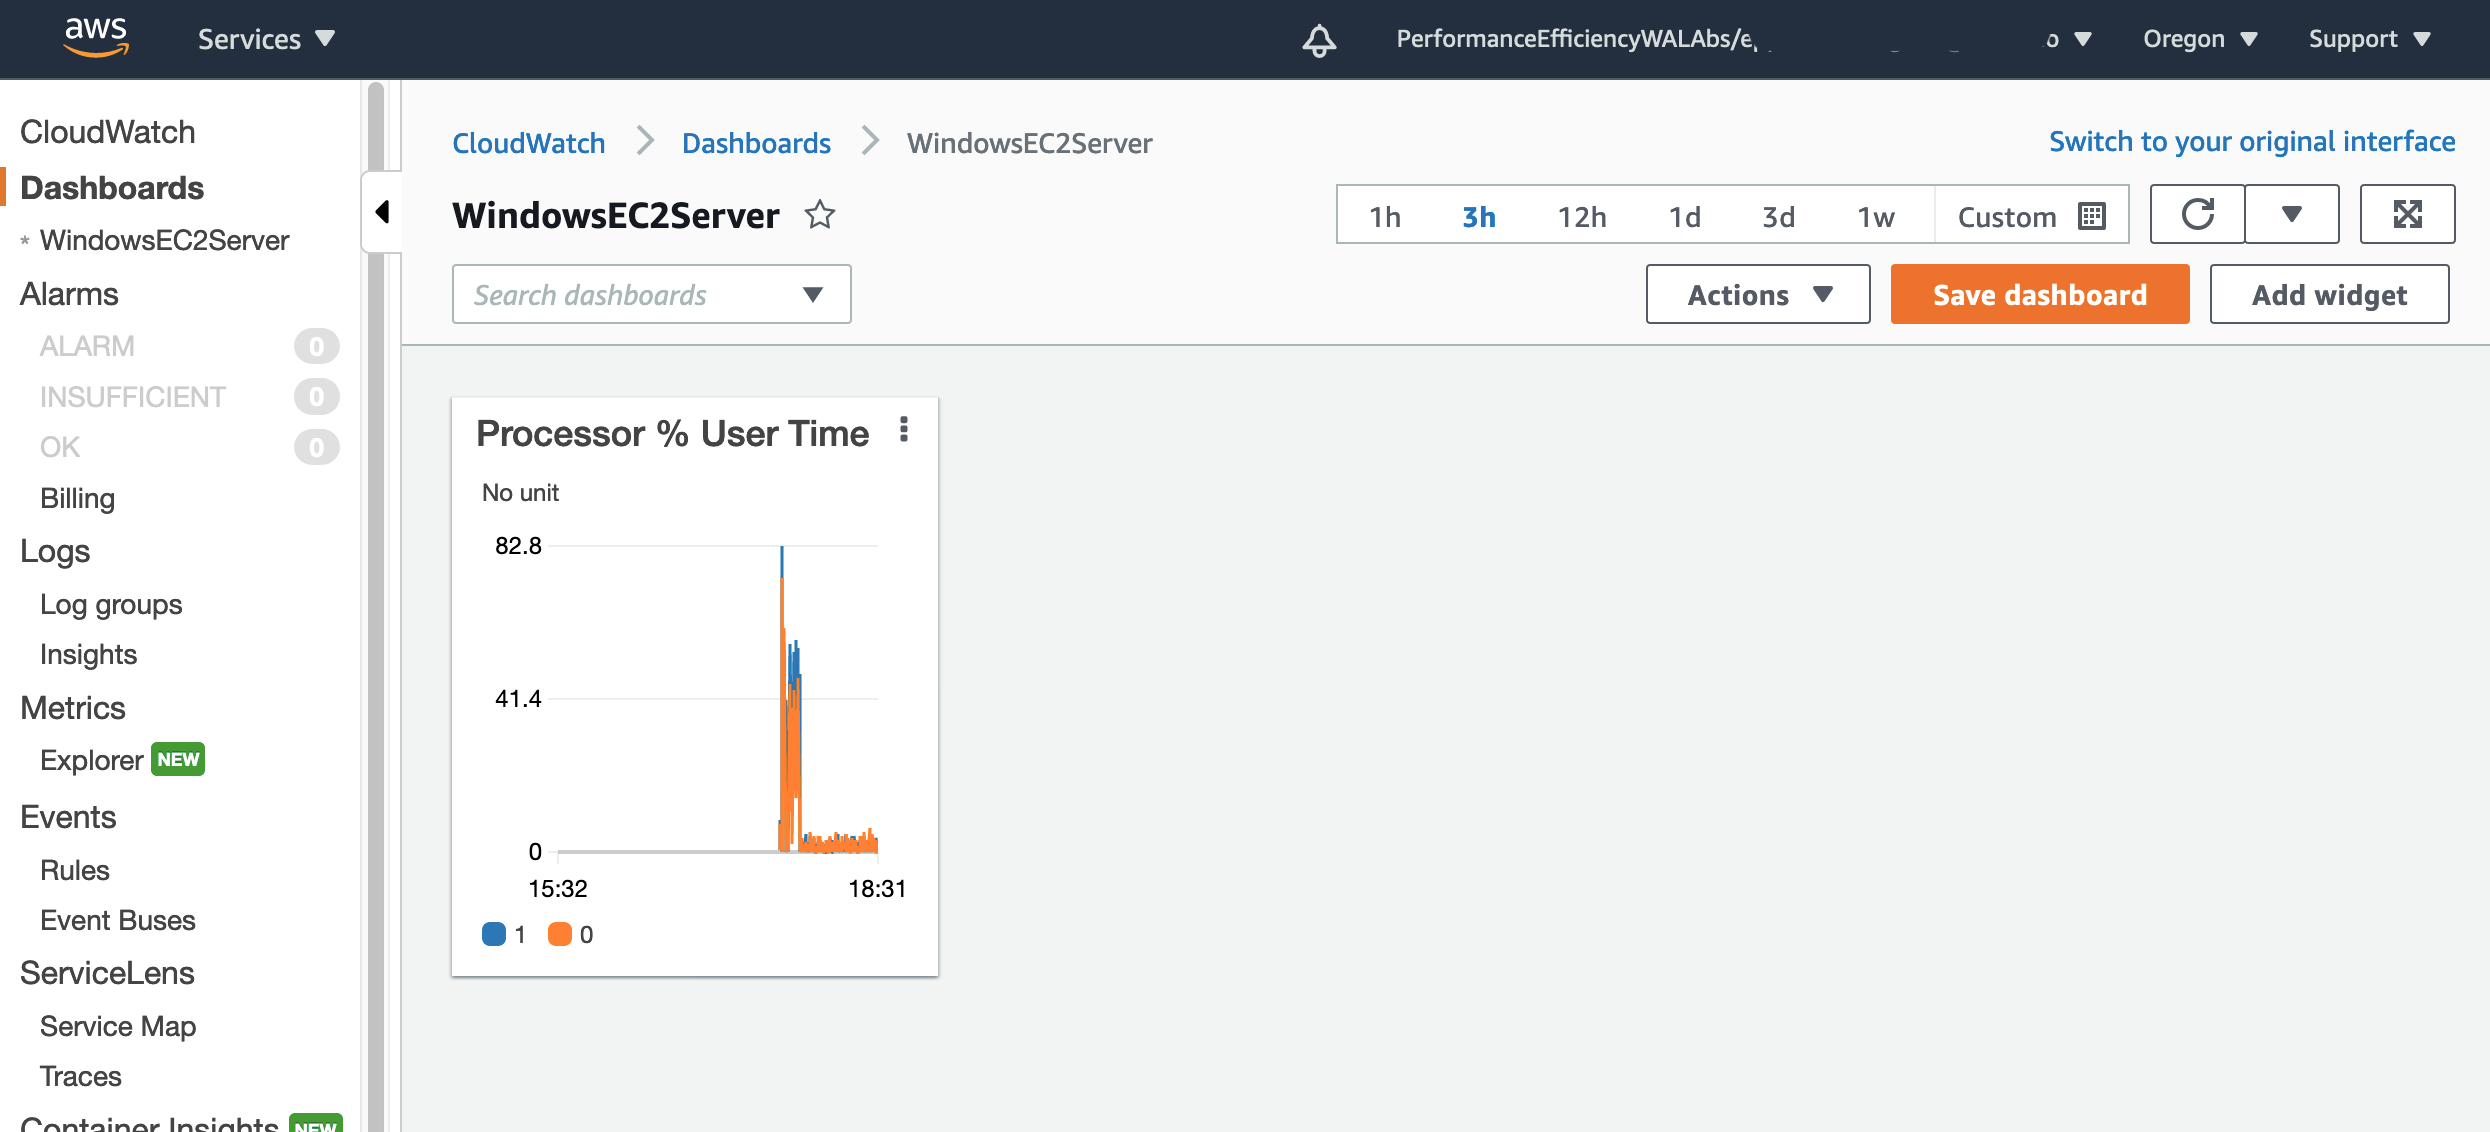 aws
Services
PerformanceEfficiencyWALAbs/
Oregon
Support
CloudWatch
Dashboards
* WindowsEC2Server
Alarms
ALARM 0
INSUFFICIENT 0
OK 0
Billing
Logs
Log groups
Insights
Metrics
Explorer NEW
Events
Rules
Event Buses
ServiceLens
Service Map
Traces
Container Insights NEW
CloudWatch
Dashboards
WindowsEC2Server
Switch to your original interface
WindowsEC2Server
1h 3h 12h 1d 3d 1w Custom
Search dashboards
Actions
Save dashboard
Add widget
Processor % User Time
No unit
82.8
41.4
0
15:32 18:31
1 0